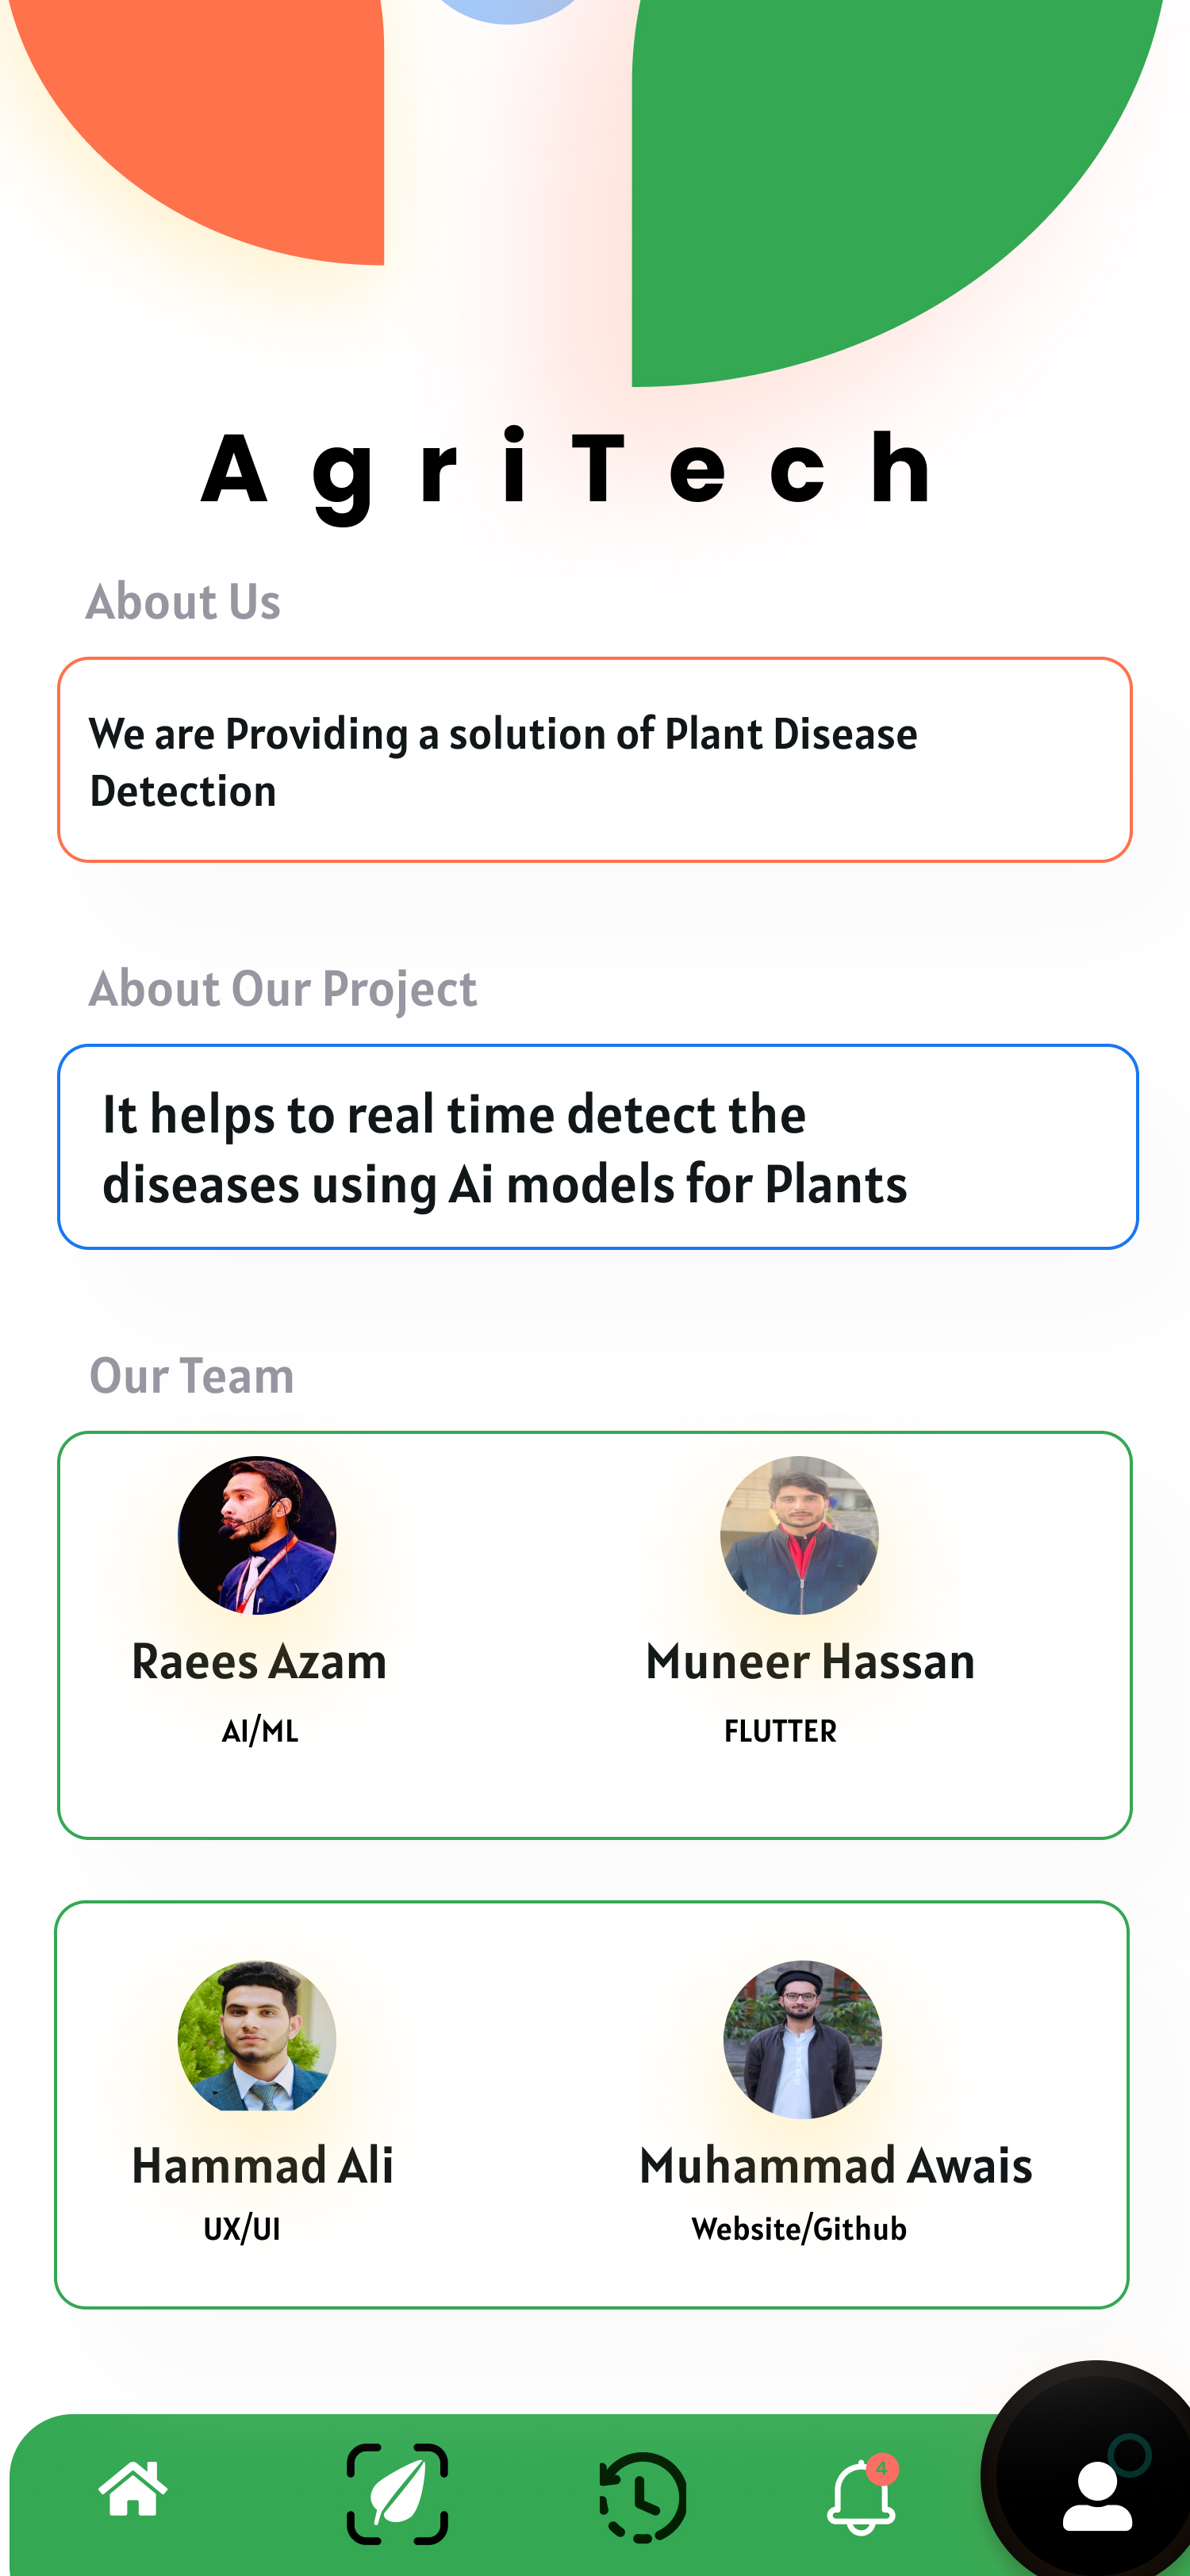 AgriTech
About Us
We are Providing a solution of Plant Disease
Detection
About Our Project
It helps to real time detect the
diseases using Ai models for Plants
Our Team
Raees Azam
Muneer Hassan
AI/ML
FLUTTER
Hammad Ali
Muhammad Awais
UX/UI
Website/Github
4